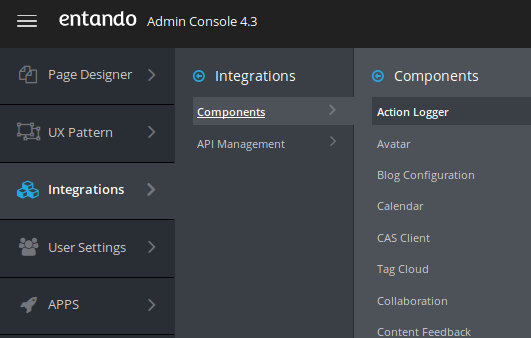 entando Admin Console 4.3
Page Designer
UX Pattern
Integrations
User Settings
APPS
Integrations
Components
API Management
Components
Action Logger
Avatar
Blog Configuration
Calendar
CAS Client
Tag Cloud
Collaboration
Content Feedback